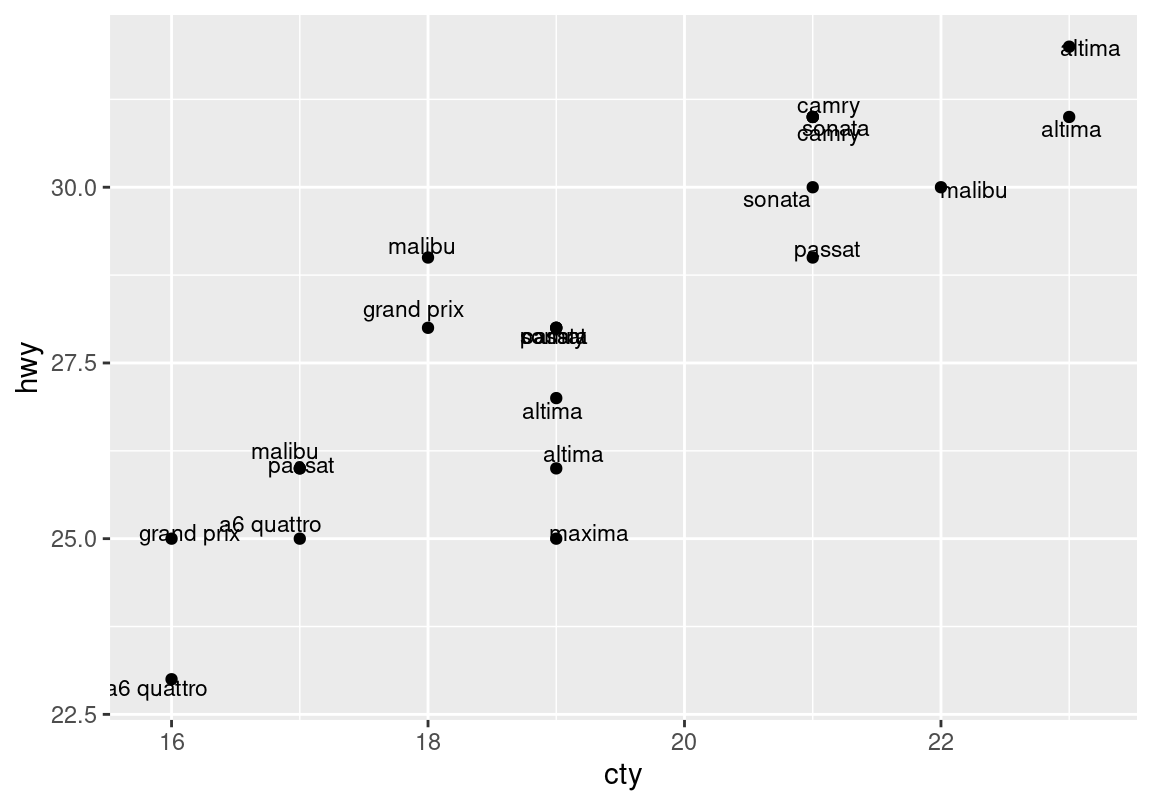 altima
camry
sonata
camry
altima
30.0
sonata
malibu
malibu
passat
grand prix
hwy
27.5
altima
malibu
altima
passat
a6 quattro
25.0
grand prix
maxima
a6 quattro
22.5
16
18
20
22
cty